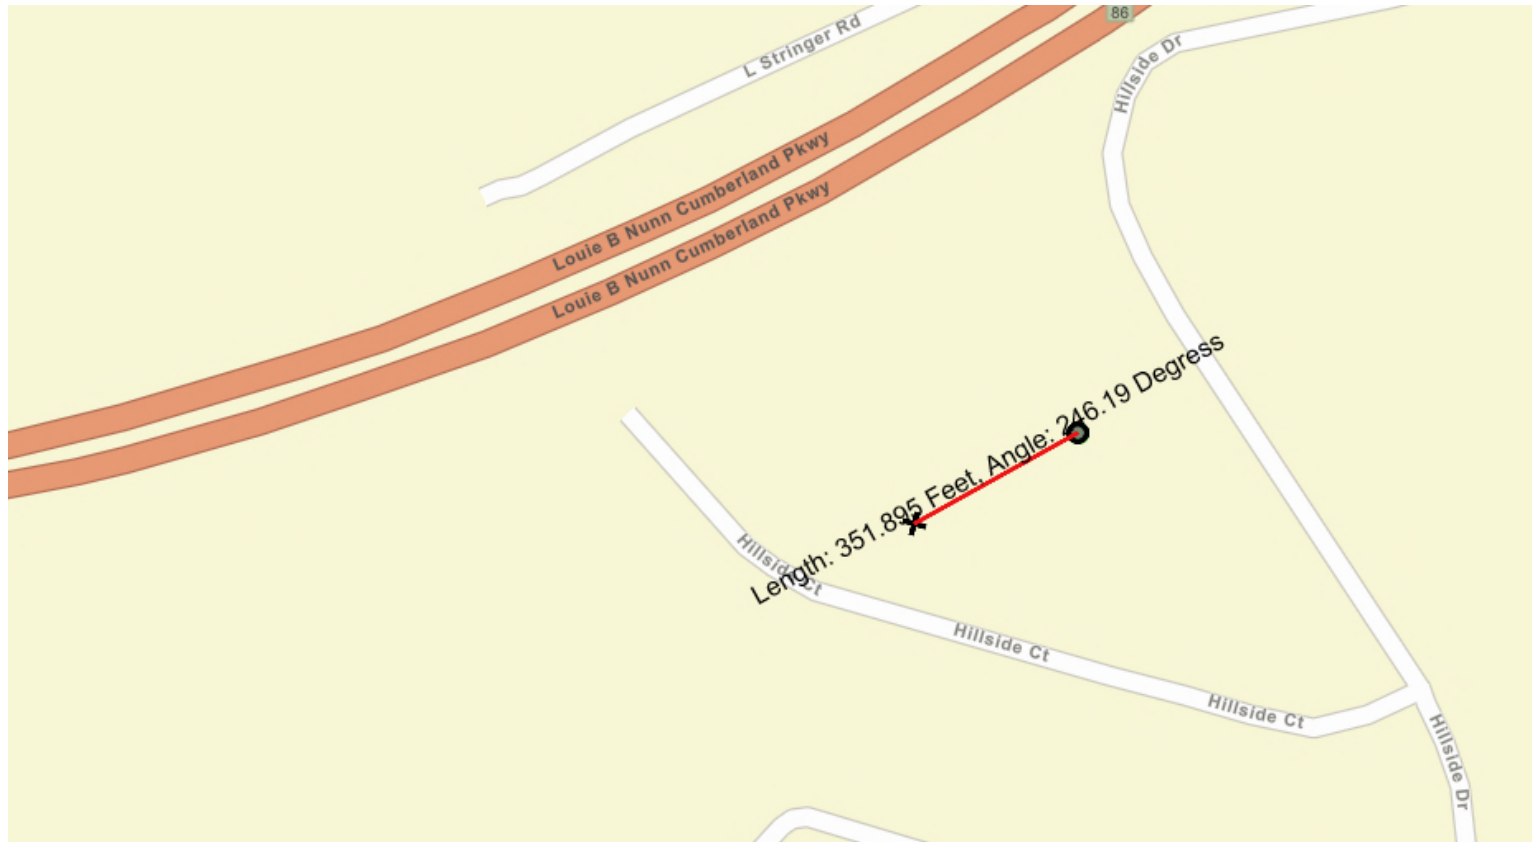 86
L Stringer Rd
Hillside Dr
Louie B Nunn Cumberland Pkwy
Louie B Nunn Cumberland Pkwy
Length: 351.895 Feet, Angle: 246.19 Degress
Hillside Ct
Hillside Ct
Hillside Ct
Hillside Dr